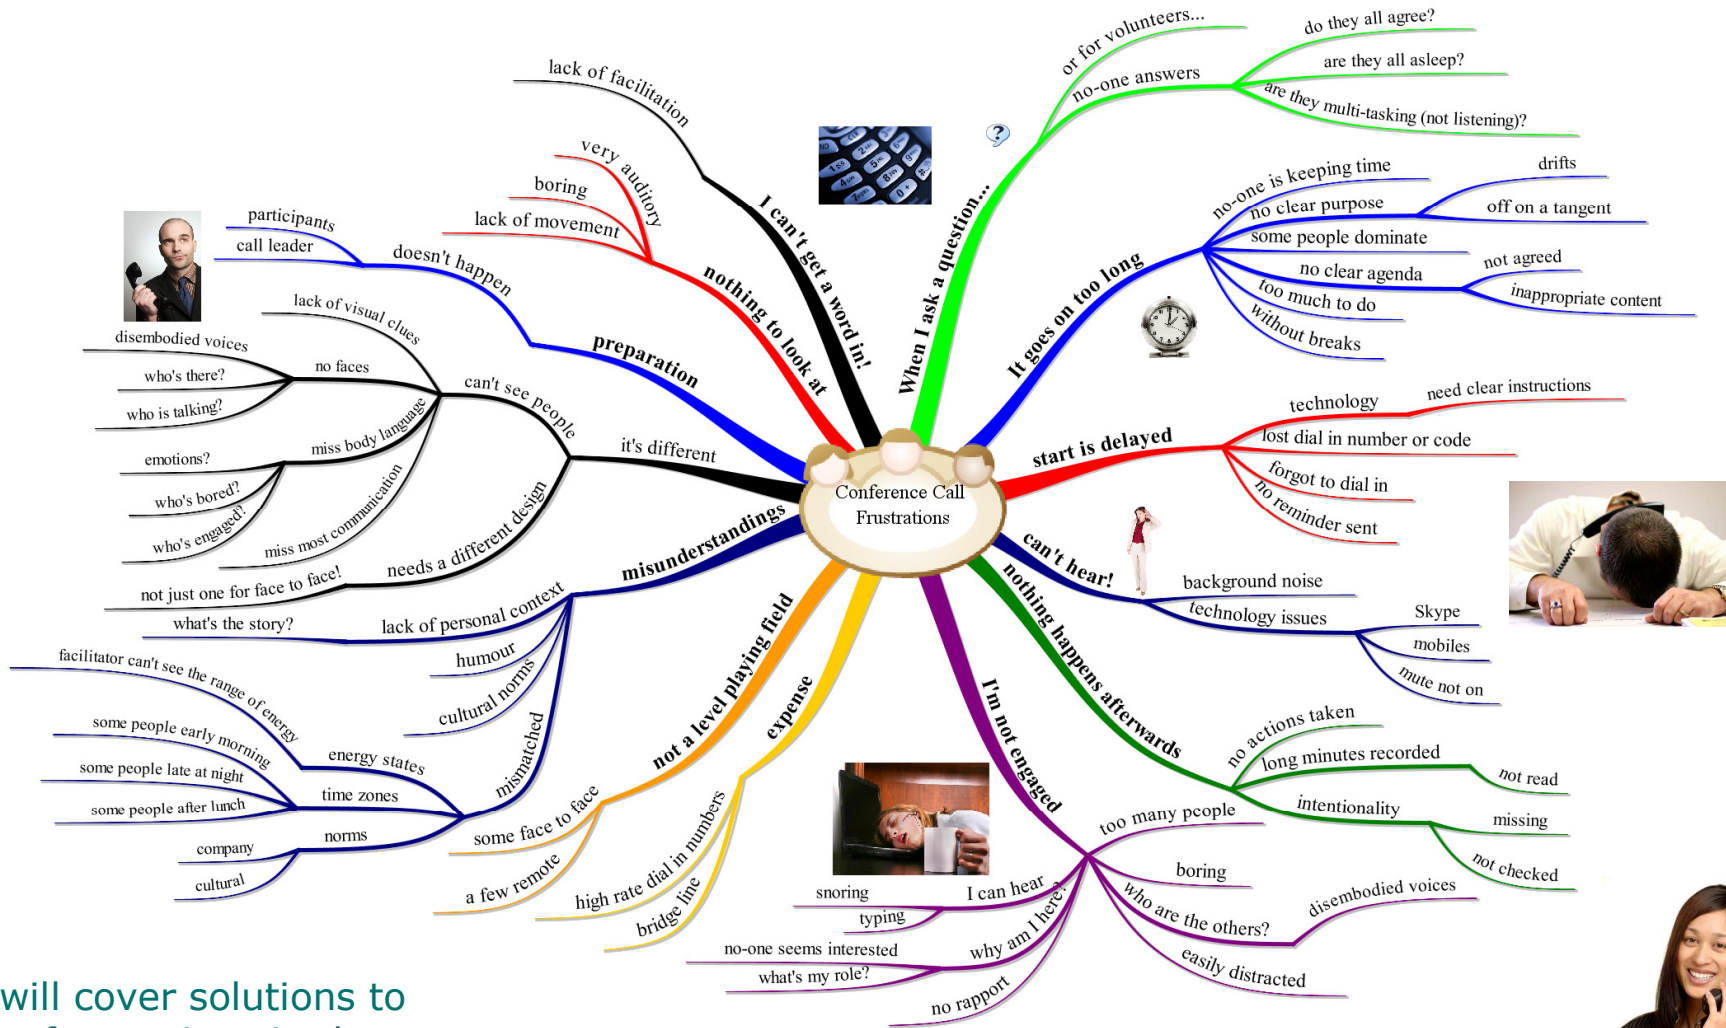 Conference Call
Frustrations
When I ask a question...
or for volunteers...
no-one answers
do they all agree?
are they all asleep?
are they multi-tasking (not listening)?
It goes on too long
no-one is keeping time
no clear purpose
drifts
off on a tangent
some people dominate
no clear agenda
not agreed
inappropriate content
too much to do
without breaks
start is delayed
technology
need clear instructions
lost dial in number or code
forgot to dial in
no reminder sent
can't hear!
background noise
technology issues
Skype
mobiles
mute not on
nothing happens afterwards
no actions taken
long minutes recorded
not read
intentionality
missing
not checked
I'm not engaged
too many people
boring
who are the others?
disembodied voices
easily distracted
I can hear
snoring
typing
why am I here?
no-one seems interested
what's my role?
no rapport
expense
high rate dial in numbers
bridge line
not a level playing field
some face to face
a few remote
misunderstandings
lack of personal context
what's the story?
humour
cultural norms
mismatched
energy states
facilitator can't see the range of energy
time zones
some people early morning
some people late at night
some people after lunch
norms
company
cultural
it's different
can't see people
lack of visual clues
no faces
disembodied voices
who's there?
who is talking?
miss body language
emotions?
who's bored?
who's engaged?
miss most communication
needs a different design
not just one for face to face!
preparation
doesn't happen
participants
call leader
nothing to look at
very auditory
boring
lack of movement
I can't get a word in!
lack of facilitation
will cover solutions to